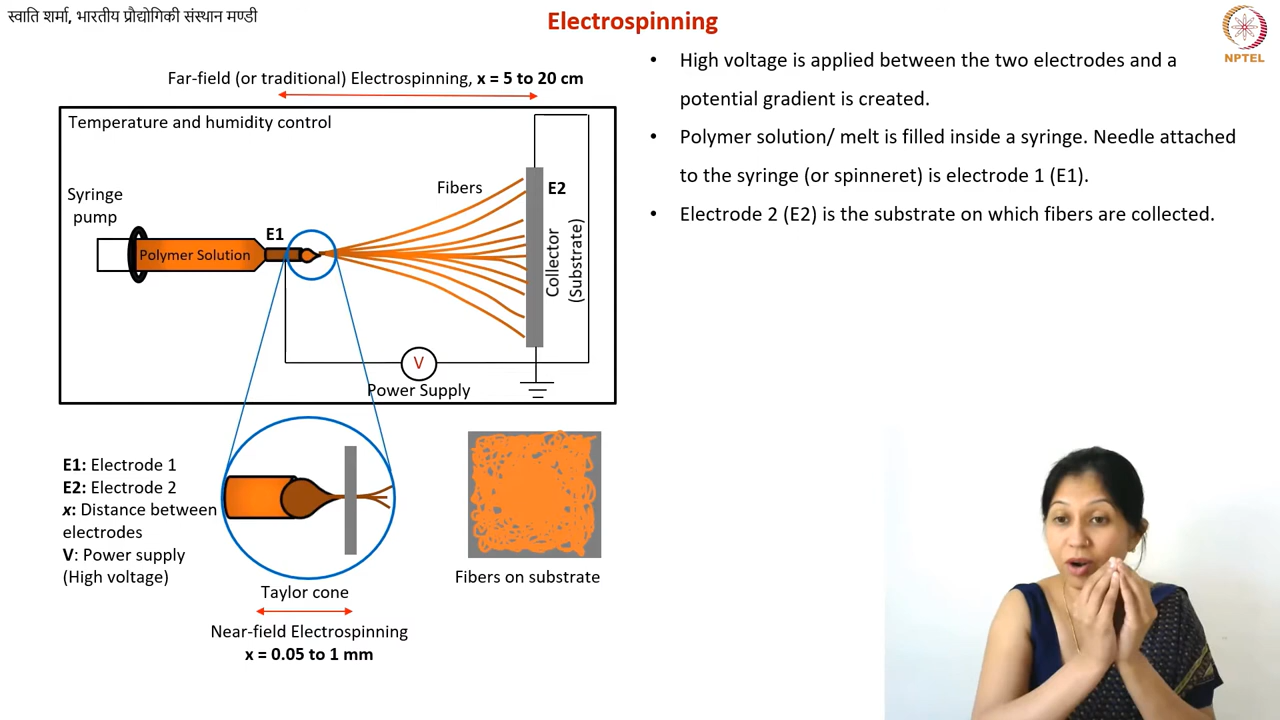 स्वाति शर्मा, भारतीय प्रौद्योगिकी संस्थान मण्डी
Electrospinning
NPTEL
Far-field (or traditional) Electrospinning, x = 5 to 20 cm
Temperature and humidity control
Syringe
pump
Polymer Solution
E1
Fibers
E2
Collector
(Substrate)
V
Power Supply
E1: Electrode 1
E2: Electrode 2
x: Distance between
electrodes
V: Power supply
(High voltage)
Taylor cone
Near-field Electrospinning
x = 0.05 to 1 mm
Fibers on substrate
• High voltage is applied between the two electrodes and a
potential gradient is created.
• Polymer solution/ melt is filled inside a syringe. Needle attached
to the syringe (or spinneret) is electrode 1 (E1).
• Electrode 2 (E2) is the substrate on which fibers are collected.